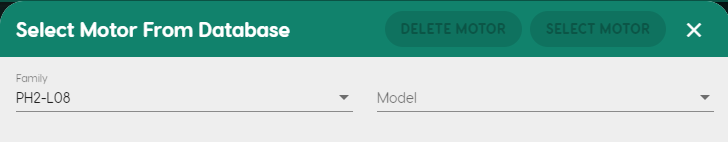 Select Motor From Database
DELETE MOTOR
SELECT MOTOR
Family
PH2-L08
Model